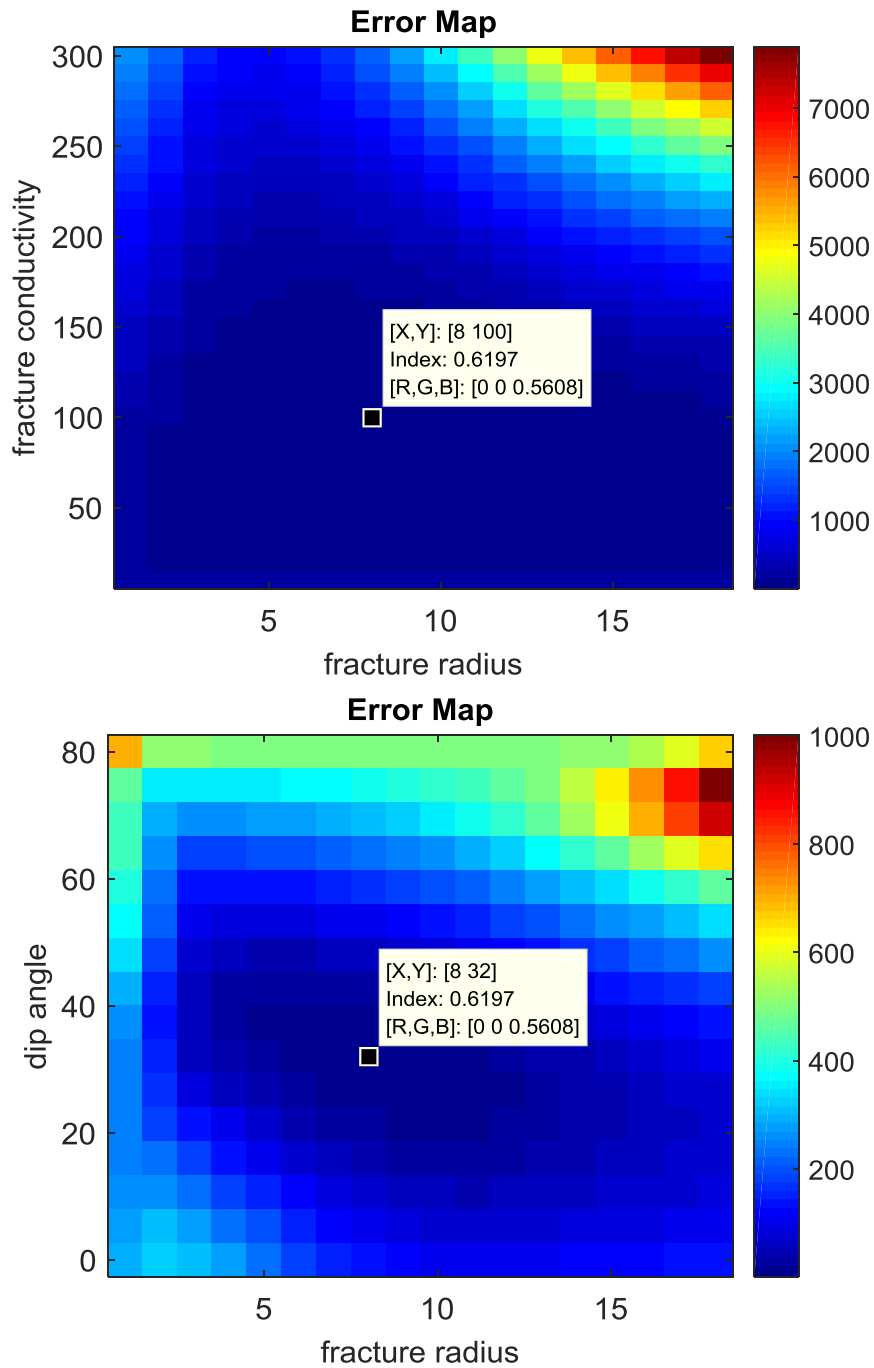 Error Map
300
250
200
150
100
50
fracture conductivity
[X,Y]: [8 100]
Index: 0.6197
[R,G,B]: [0 0 0.5608]
5
10
15
fracture radius
7000
6000
5000
4000
3000
2000
1000
Error Map
80
60
40
20
0
dip angle
[X,Y]: [8 32]
Index: 0.6197
[R,G,B]: [0 0 0.5608]
5
10
15
fracture radius
1000
800
600
400
200